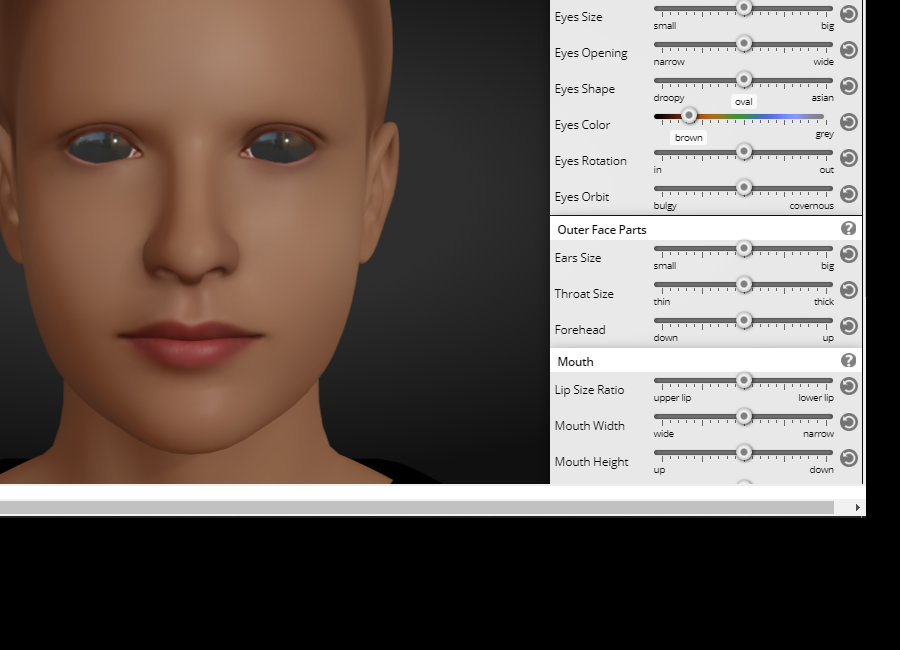 Eyes Size
small big
Eyes Opening
narrow wide
Eyes Shape
droopy oval asian
Eyes Color
brown grey
Eyes Rotation
in out
Eyes Orbit
bulgy covernous
Outer Face Parts ?
Ears Size
small big
Throat Size
thin thick
Forehead
down up
Mouth ?
Lip Size Ratio
upper lip lower lip
Mouth Width
wide narrow
Mouth Height
up down